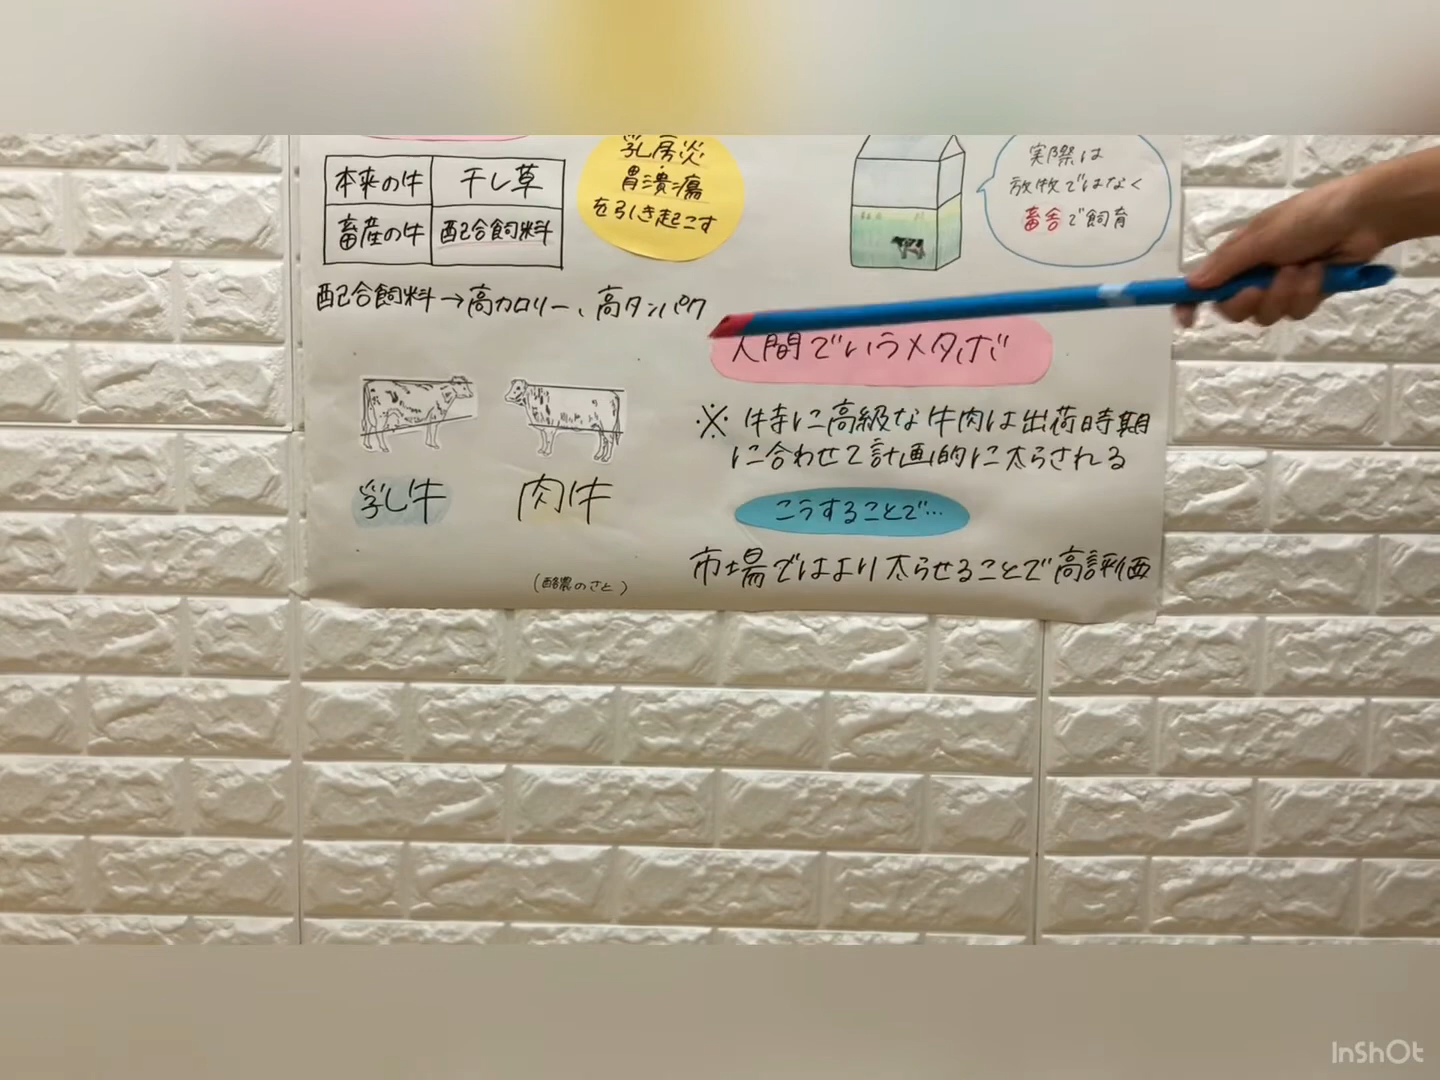 本来の牛 干し草
畜産の牛 配合飼料
乳房炎
胃潰瘍
を引き起こす
実際は
放牧ではなく
畜舎で飼育
配合飼料→高カロリー、高タンパク
人間でいうメタボ
※ 特に高級な牛肉は出荷時期
に合わせて計画的に太らされる
乳牛 肉牛
こうすることで…
市場ではより太らせることで高評価
(酪農のさと)
InShOt